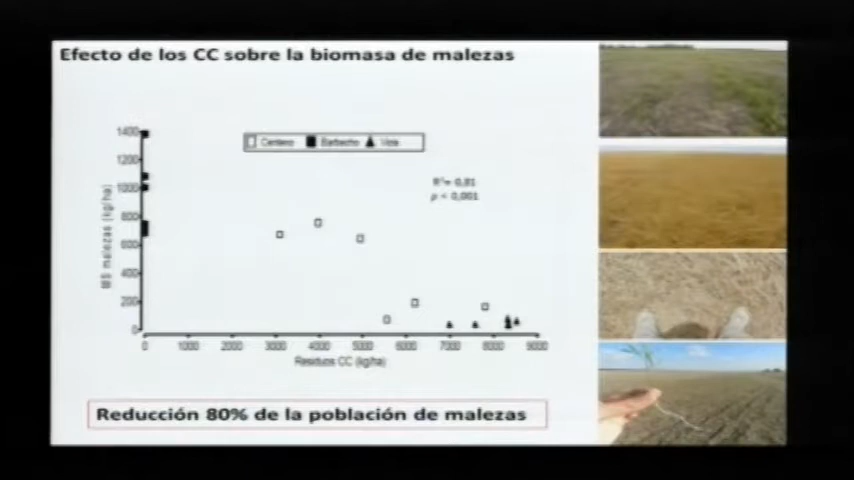 Efecto de los CC sobre la biomasa de malezas
Centeno Barbecho Vicia
R²= 0,81
p < 0,001
MS malezas (kg/ha)
1400
1200
1000
800
600
400
200
0
0 1000 2000 3000 4000 5000 6000 7000 8000 9000
Residuos CC (kg/ha)
Reducción 80% de la población de malezas